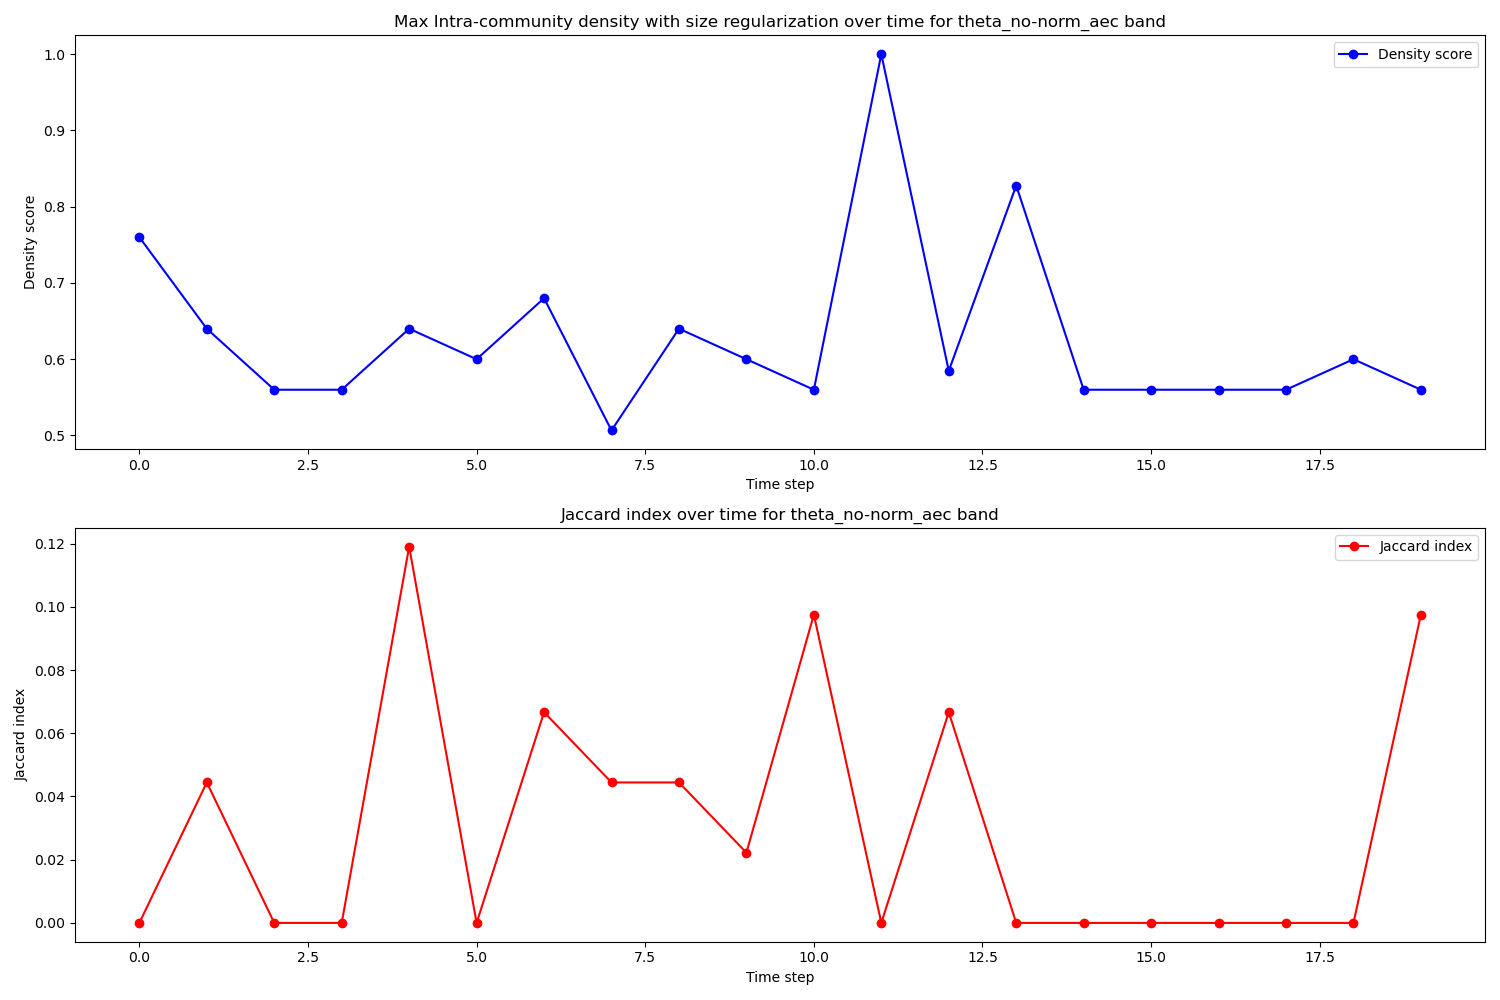 Max Intra-community density with size regularization over time for theta_no-norm_aec band
Density score
1.0
0.9
0.8
0.7
0.6
0.5
Density score
0.0 2.5 5.0 7.5 10.0 12.5 15.0 17.5
Time step
Jaccard index over time for theta_no-norm_aec band
Jaccard index
0.12
0.10
0.08
0.06
0.04
0.02
0.00
Jaccard index
0.0 2.5 5.0 7.5 10.0 12.5 15.0 17.5
Time step